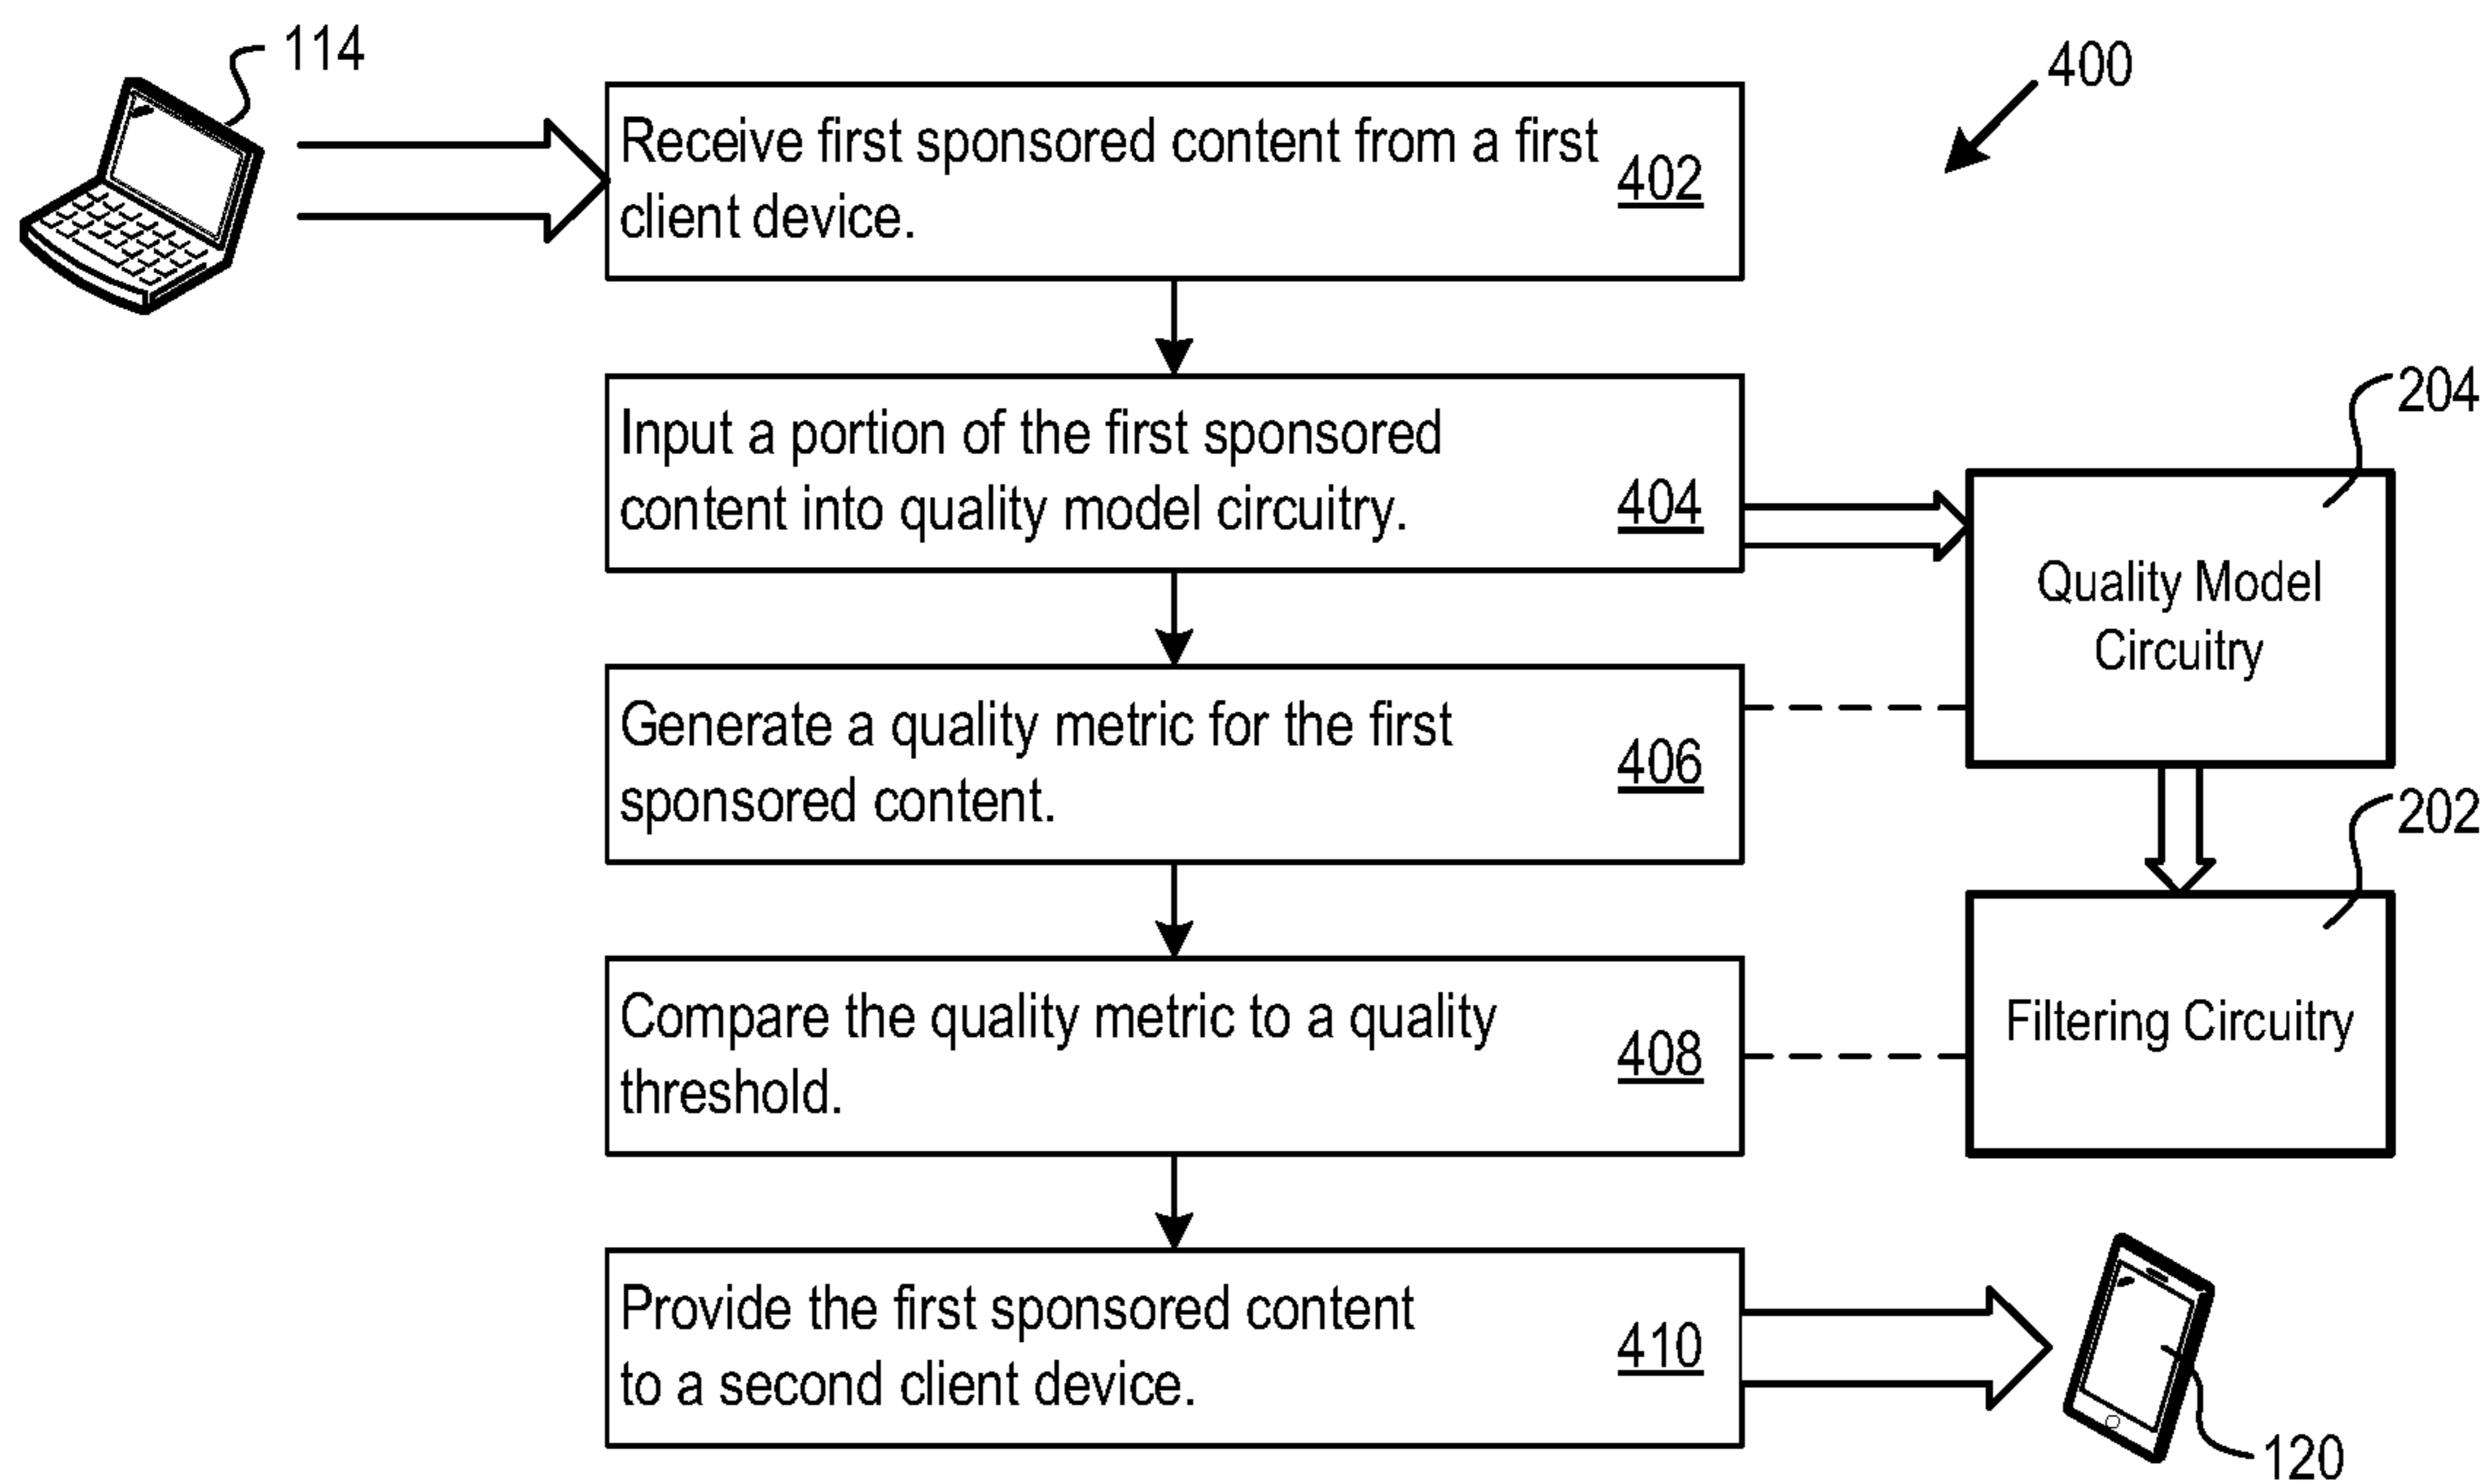 114
400
Receive first sponsored content from a first
client device.
402
Input a portion of the first sponsored
content into quality model circuitry.
404
204
Quality Model
Circuitry
Generate a quality metric for the first
sponsored content.
406
202
Compare the quality metric to a quality
threshold.
408
Filtering Circuitry
Provide the first sponsored content
to a second client device.
410
120